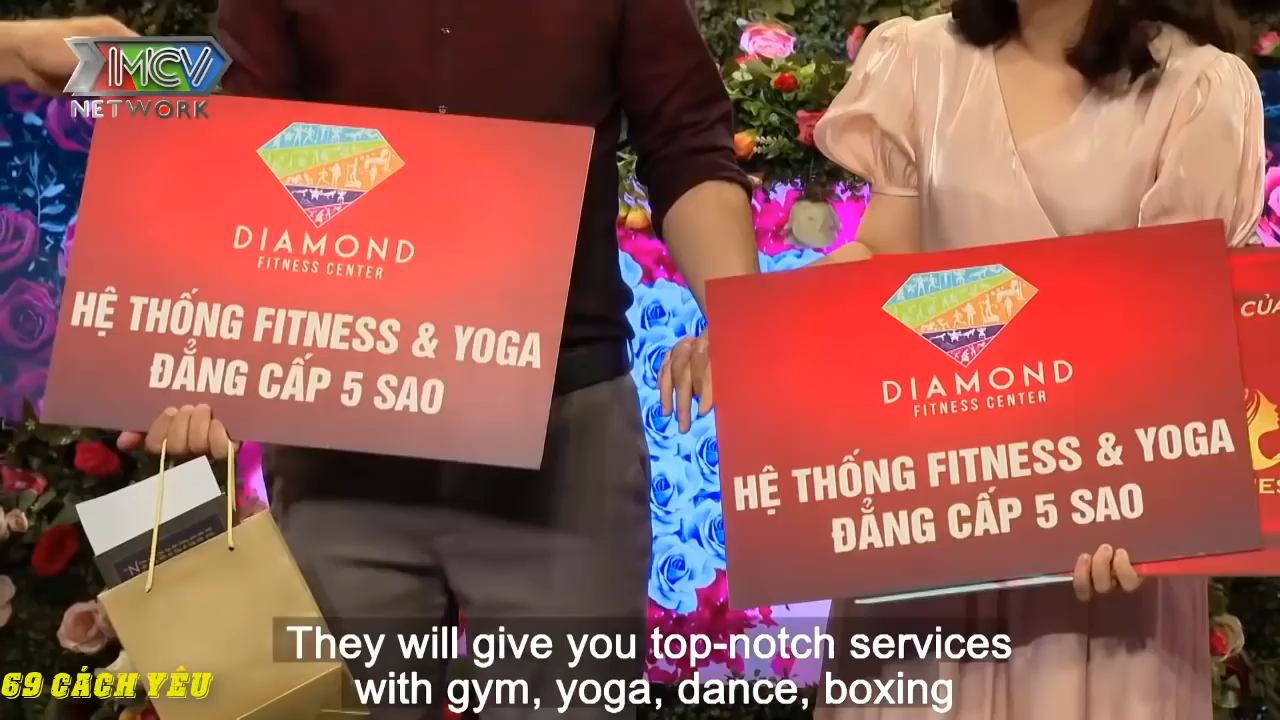 MCV
NETWORK
DIAMOND
FITNESS CENTER
HỆ THỐNG FITNESS & YOGA
ĐẲNG CẤP 5 SAO
DIAMOND
FITNESS CENTER
HỆ THỐNG FITNESS & YOGA
ĐẲNG CẤP 5 SAO
CỦA
They will give you top-notch services
with gym, yoga, dance, boxing
69 CÁCH YÊU